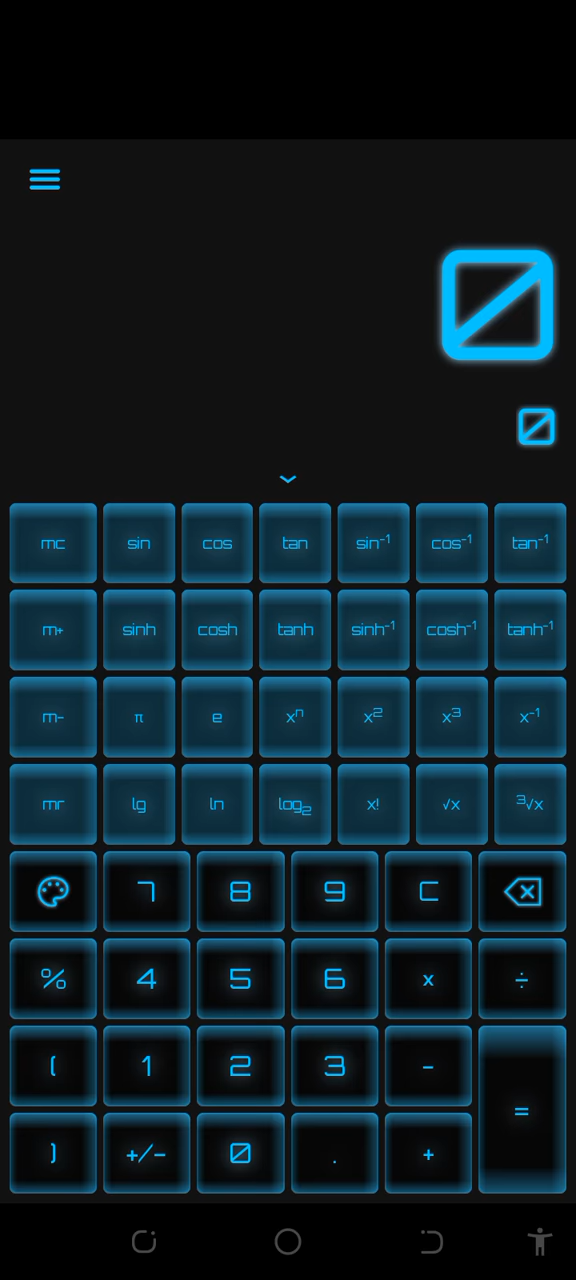 0
0
mc sin cos tan sin⁻¹ cos⁻¹ tan⁻¹
m+ sinh cosh tanh sinh⁻¹ cosh⁻¹ tanh⁻¹
m- π e xⁿ x² x³ x⁻¹
mr lg ln log₂ x! √x ³√x
7 8 9 C
% 4 5 6 x ÷
( 1 2 3 -
=
) +/- 0 . +